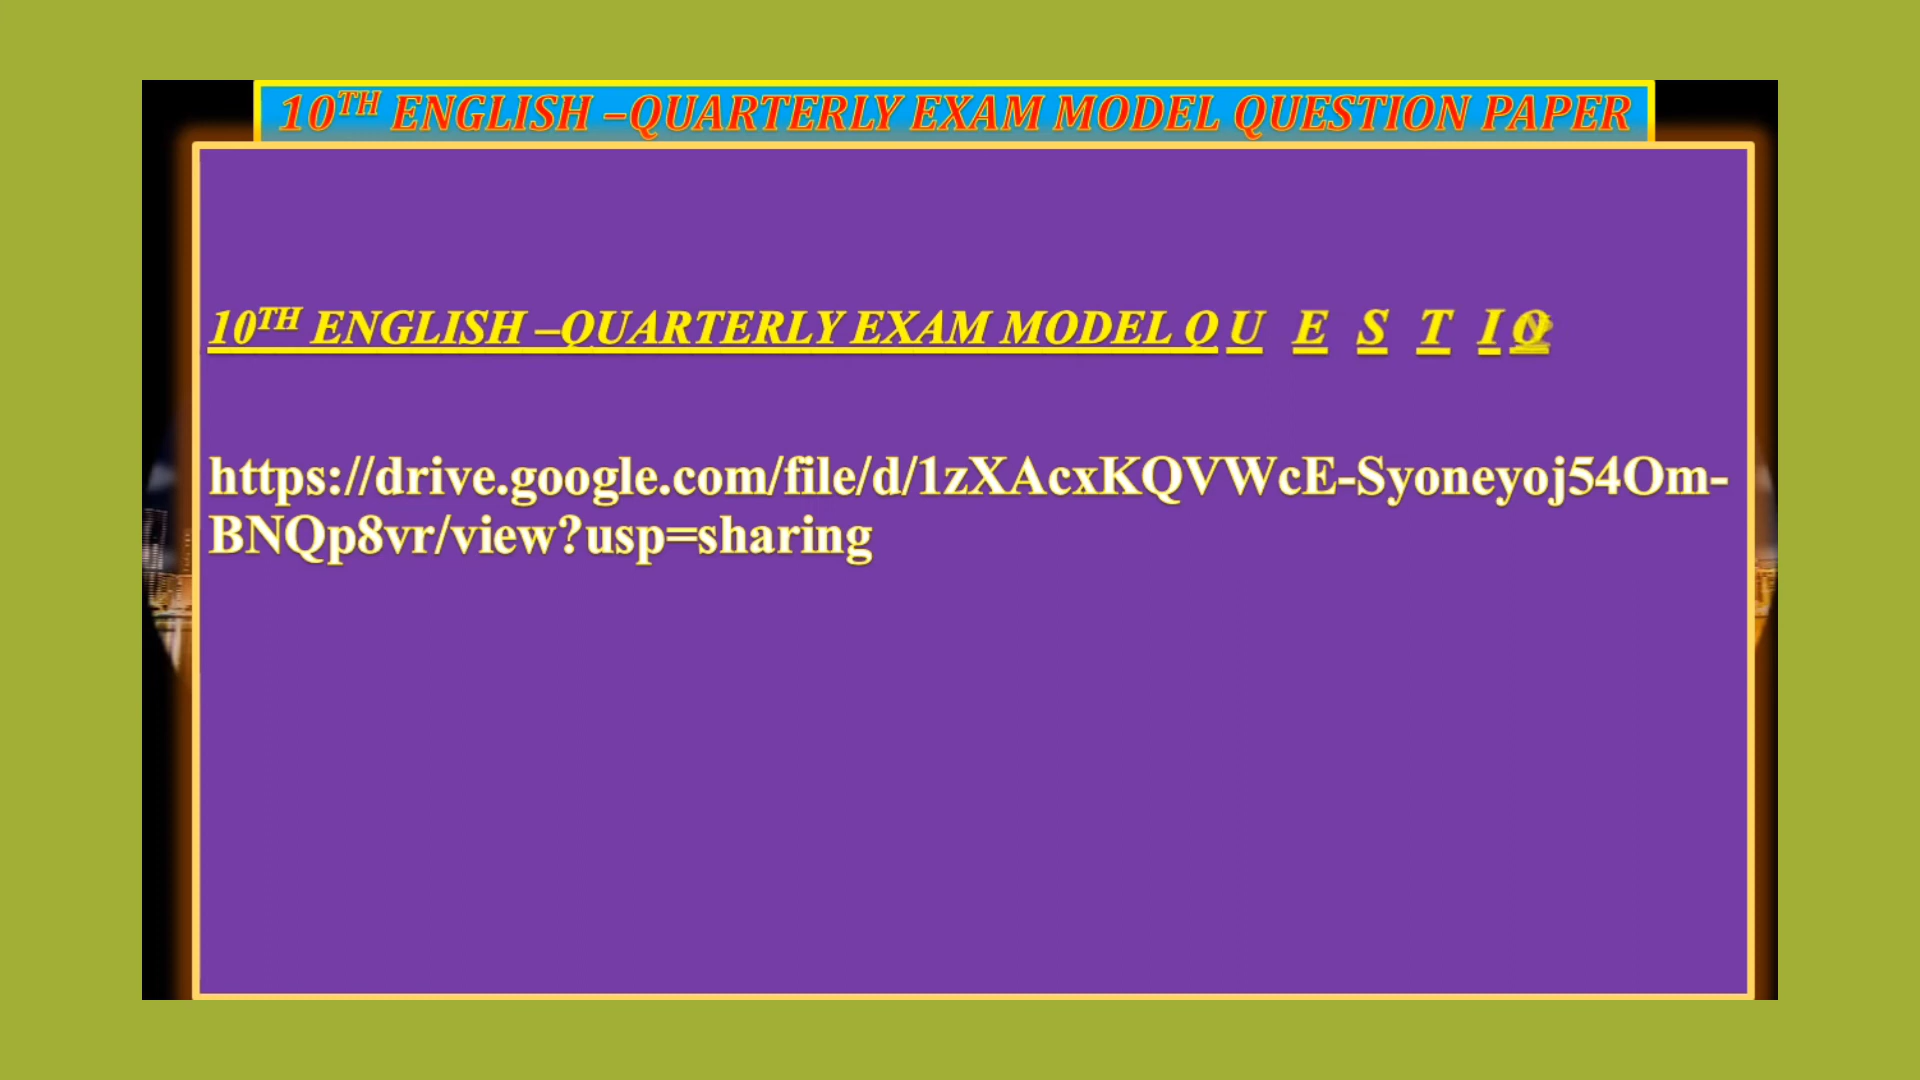 10TH ENGLISH –QUARTERLY EXAM MODEL QUESTION PAPER
10TH ENGLISH –QUARTERLY EXAM MODEL Q U E S T I O
https://drive.google.com/file/d/1zXAcxKQVWcE-Syoneyoj54Om-
BNQp8vr/view?usp=sharing